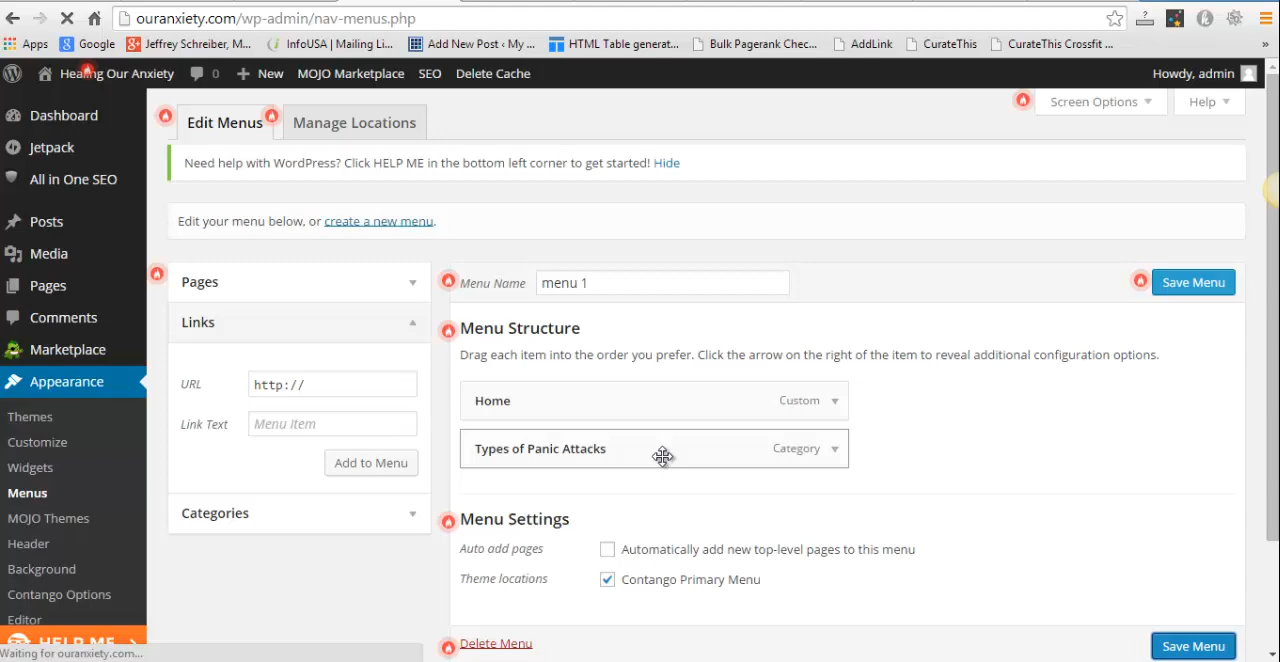 ouranxiety.com/wp-admin/nav-menus.php
Apps Google Jeffrey Schreiber, M... InfoUSA | Mailing Li... Add New Post ‹ My ... HTML Table generat... Bulk Pagerank Chec... AddLink CurateThis CurateThis Crossfit ... »
Healing Our Anxiety 0 + New MOJO Marketplace SEO Delete Cache Howdy, admin
Dashboard
Jetpack
All in One SEO
Posts
Media
Pages
Comments
Marketplace
Appearance
Themes
Customize
Widgets
Menus
MOJO Themes
Header
Background
Contango Options
Editor
HELP ME
Waiting for ouranxiety.com...
Edit Menus Manage Locations Screen Options Help
Need help with WordPress? Click HELP ME in the bottom left corner to get started! Hide
Edit your menu below, or create a new menu.
Pages
Links
URL http://
Link Text Menu Item
Add to Menu
Categories
Menu Name menu 1 Save Menu
Menu Structure
Drag each item into the order you prefer. Click the arrow on the right of the item to reveal additional configuration options.
Home Custom
Types of Panic Attacks Category
Menu Settings
Auto add pages Automatically add new top-level pages to this menu
Theme locations Contango Primary Menu
Delete Menu Save Menu